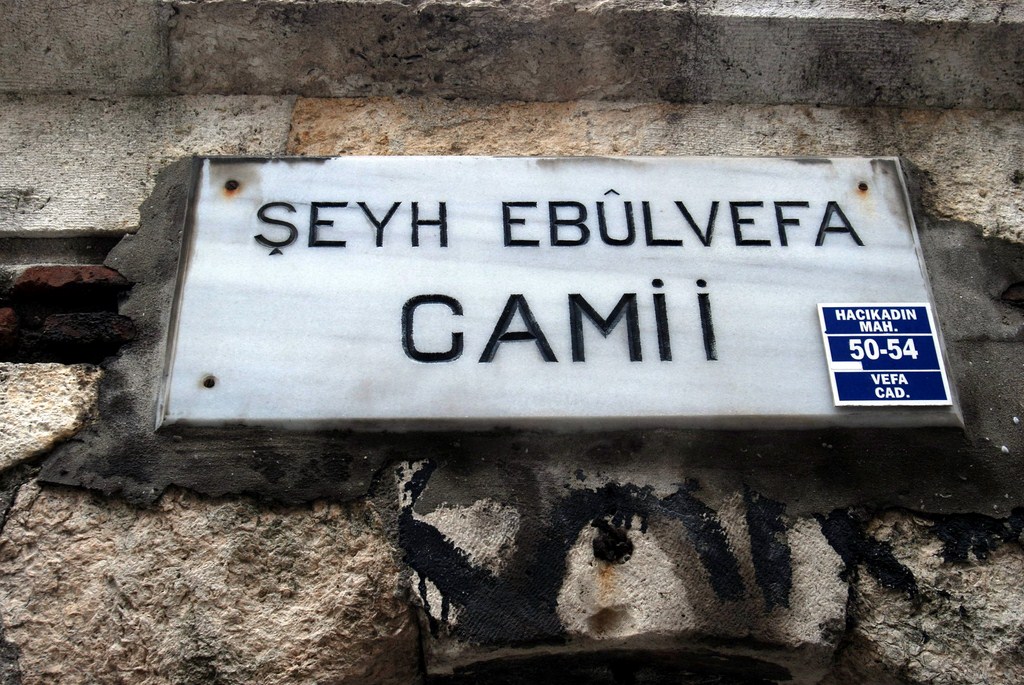 ŞEYH EBÛLVEFA
CAMİİ
HACIKADIN
MAH.
50-54
VEFA
CAD.